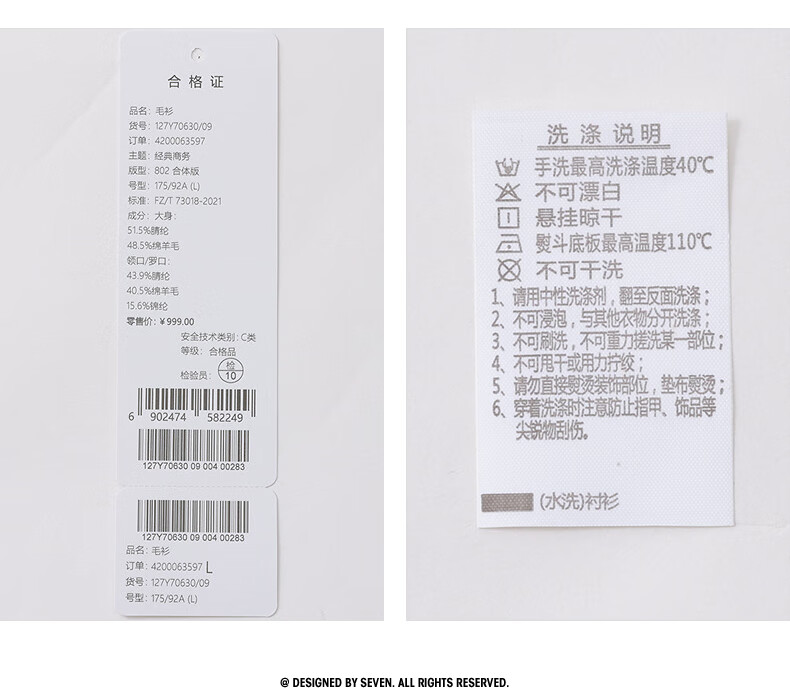 合格证
品名：毛衫
货号：127Y70630/09
订单：4200063597
主题：经典商务
版型：802 合体版
号型：175/92A (L)
标准：FZ/T 73018-2021
成分：大身：
51.5%腈纶
48.5%绵羊毛
领口/罗口：
43.9%腈纶
40.5%绵羊毛
15.6%锦纶
零售价：￥999.00
安全技术类别：C类
等级：合格品
检验员：检10
6 902474 582249
127Y70630 09 004 00283
127Y70630 09 004 00283
品名：毛衫
订单：4200063597 L
货号：127Y70630/09
号型：175/92A (L)
洗涤说明
手洗最高洗涤温度40℃
不可漂白
悬挂晾干
熨斗底板最高温度110℃
不可干洗
1、请用中性洗涤剂，翻至反面洗涤；
2、不可浸泡，与其他衣物分开洗涤；
3、不可刷洗，不可重力搓洗某一部位；
4、不可甩干或用力拧绞；
5、请勿直接熨烫装饰部位，垫布熨烫；
6、穿着洗涤时注意防止指甲、饰品等
尖锐物刮伤。
(水洗)衬衫
@ DESIGNED BY SEVEN. ALL RIGHTS RESERVED.